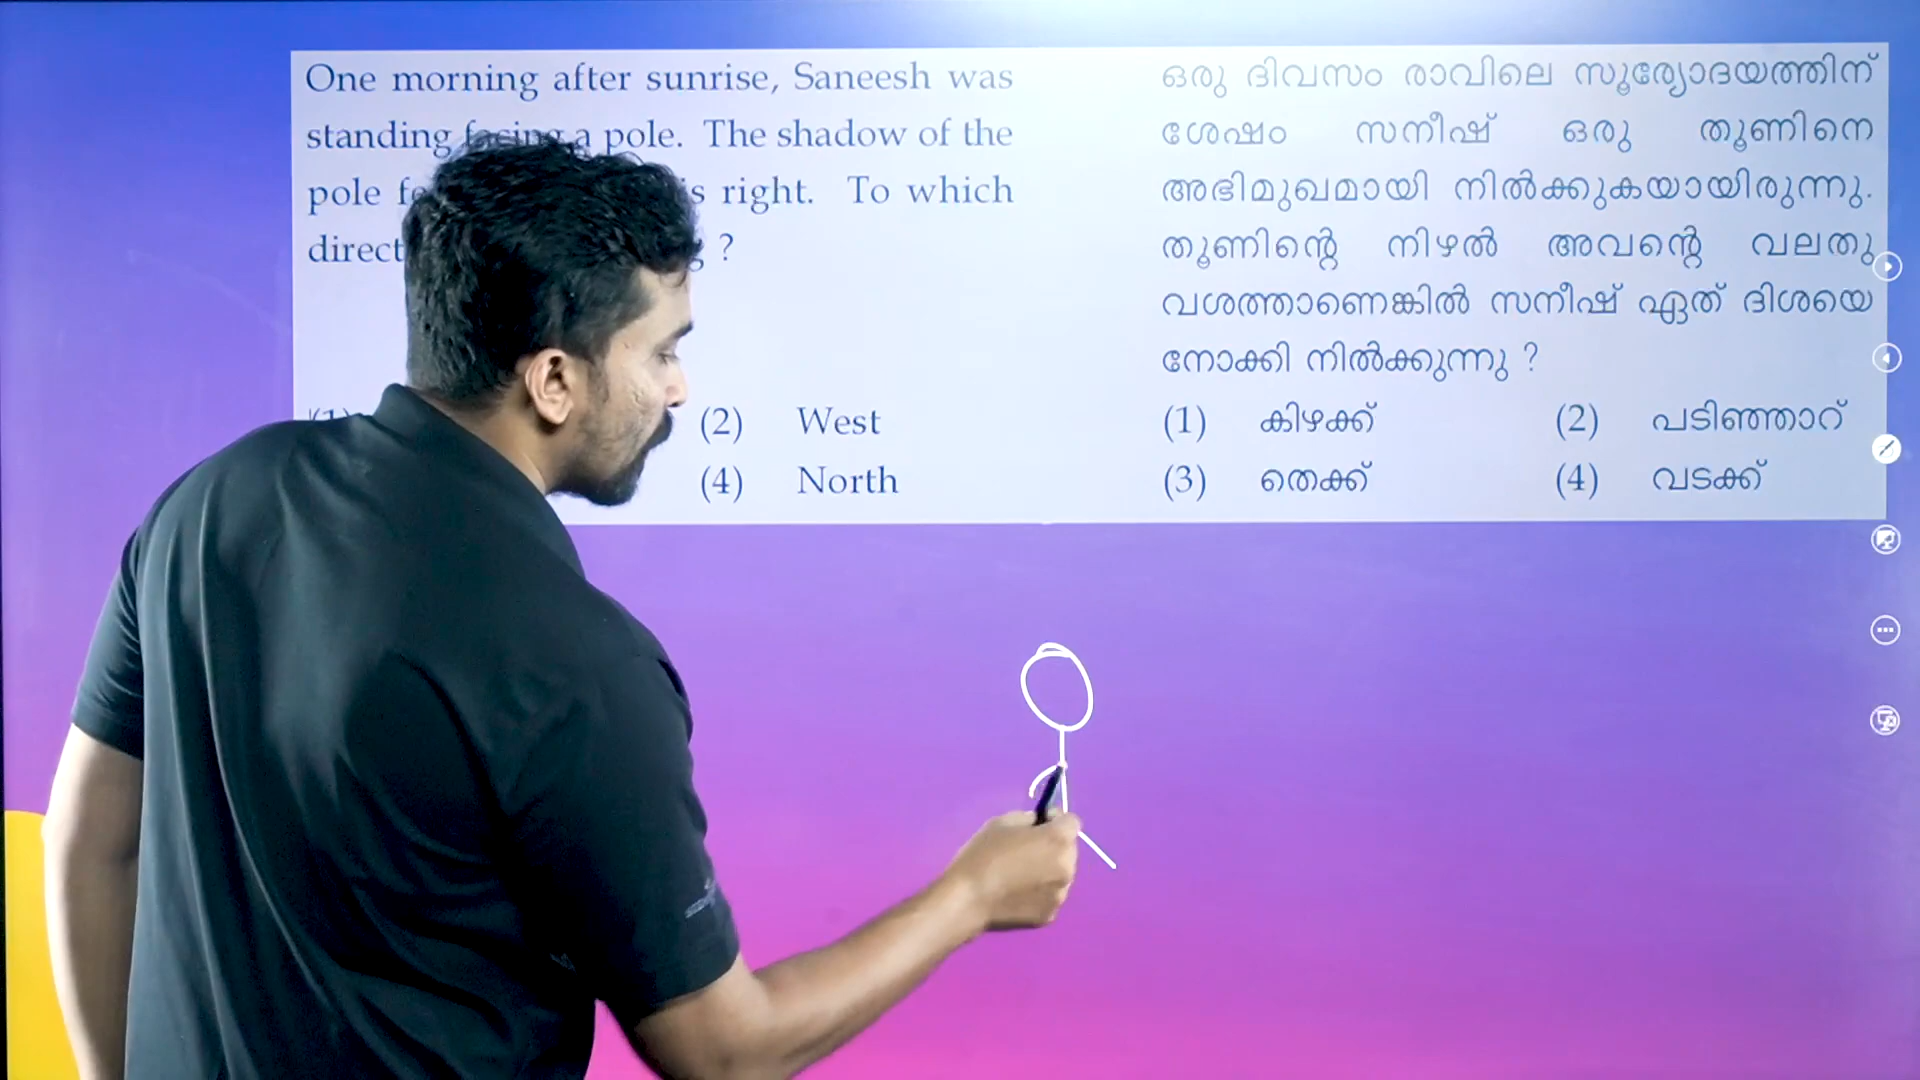 One morning after sunrise, Saneesh was
standing facing a pole. The shadow of the
pole right. To which
?
(1)
(2) West
(4) North
ഒരു ദിവസം രാവിലെ സൂര്യോദയത്തിന്
ശേഷം സനീഷ് ഒരു തൂണിനെ
അഭിമുഖമായി നിൽക്കുകയായിരുന്നു.
തൂണിന്റെ നിഴൽ അവന്റെ വലതു
വശത്താണെങ്കിൽ സനീഷ് ഏത് ദിശയെ
നോക്കി നിൽക്കുന്നു ?
(1) കിഴക്ക് (2) പടിഞ്ഞാറ്
(3) തെക്ക് (4) വടക്ക്